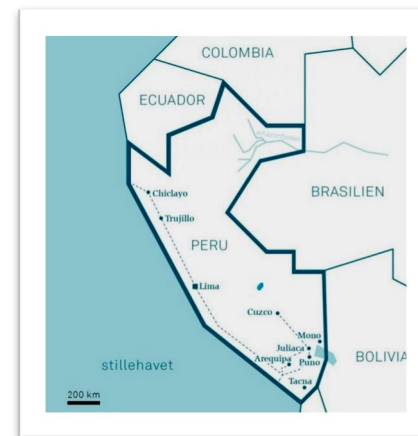 COLOMBIA
ECUADOR
BRASILIEN
Chiclayo
Trujillo
PERU
Lima
Cuzco
Mono
Juliaca
BOLIVIA
Arequipa
Puno
stillehavet
Tacna
200 km